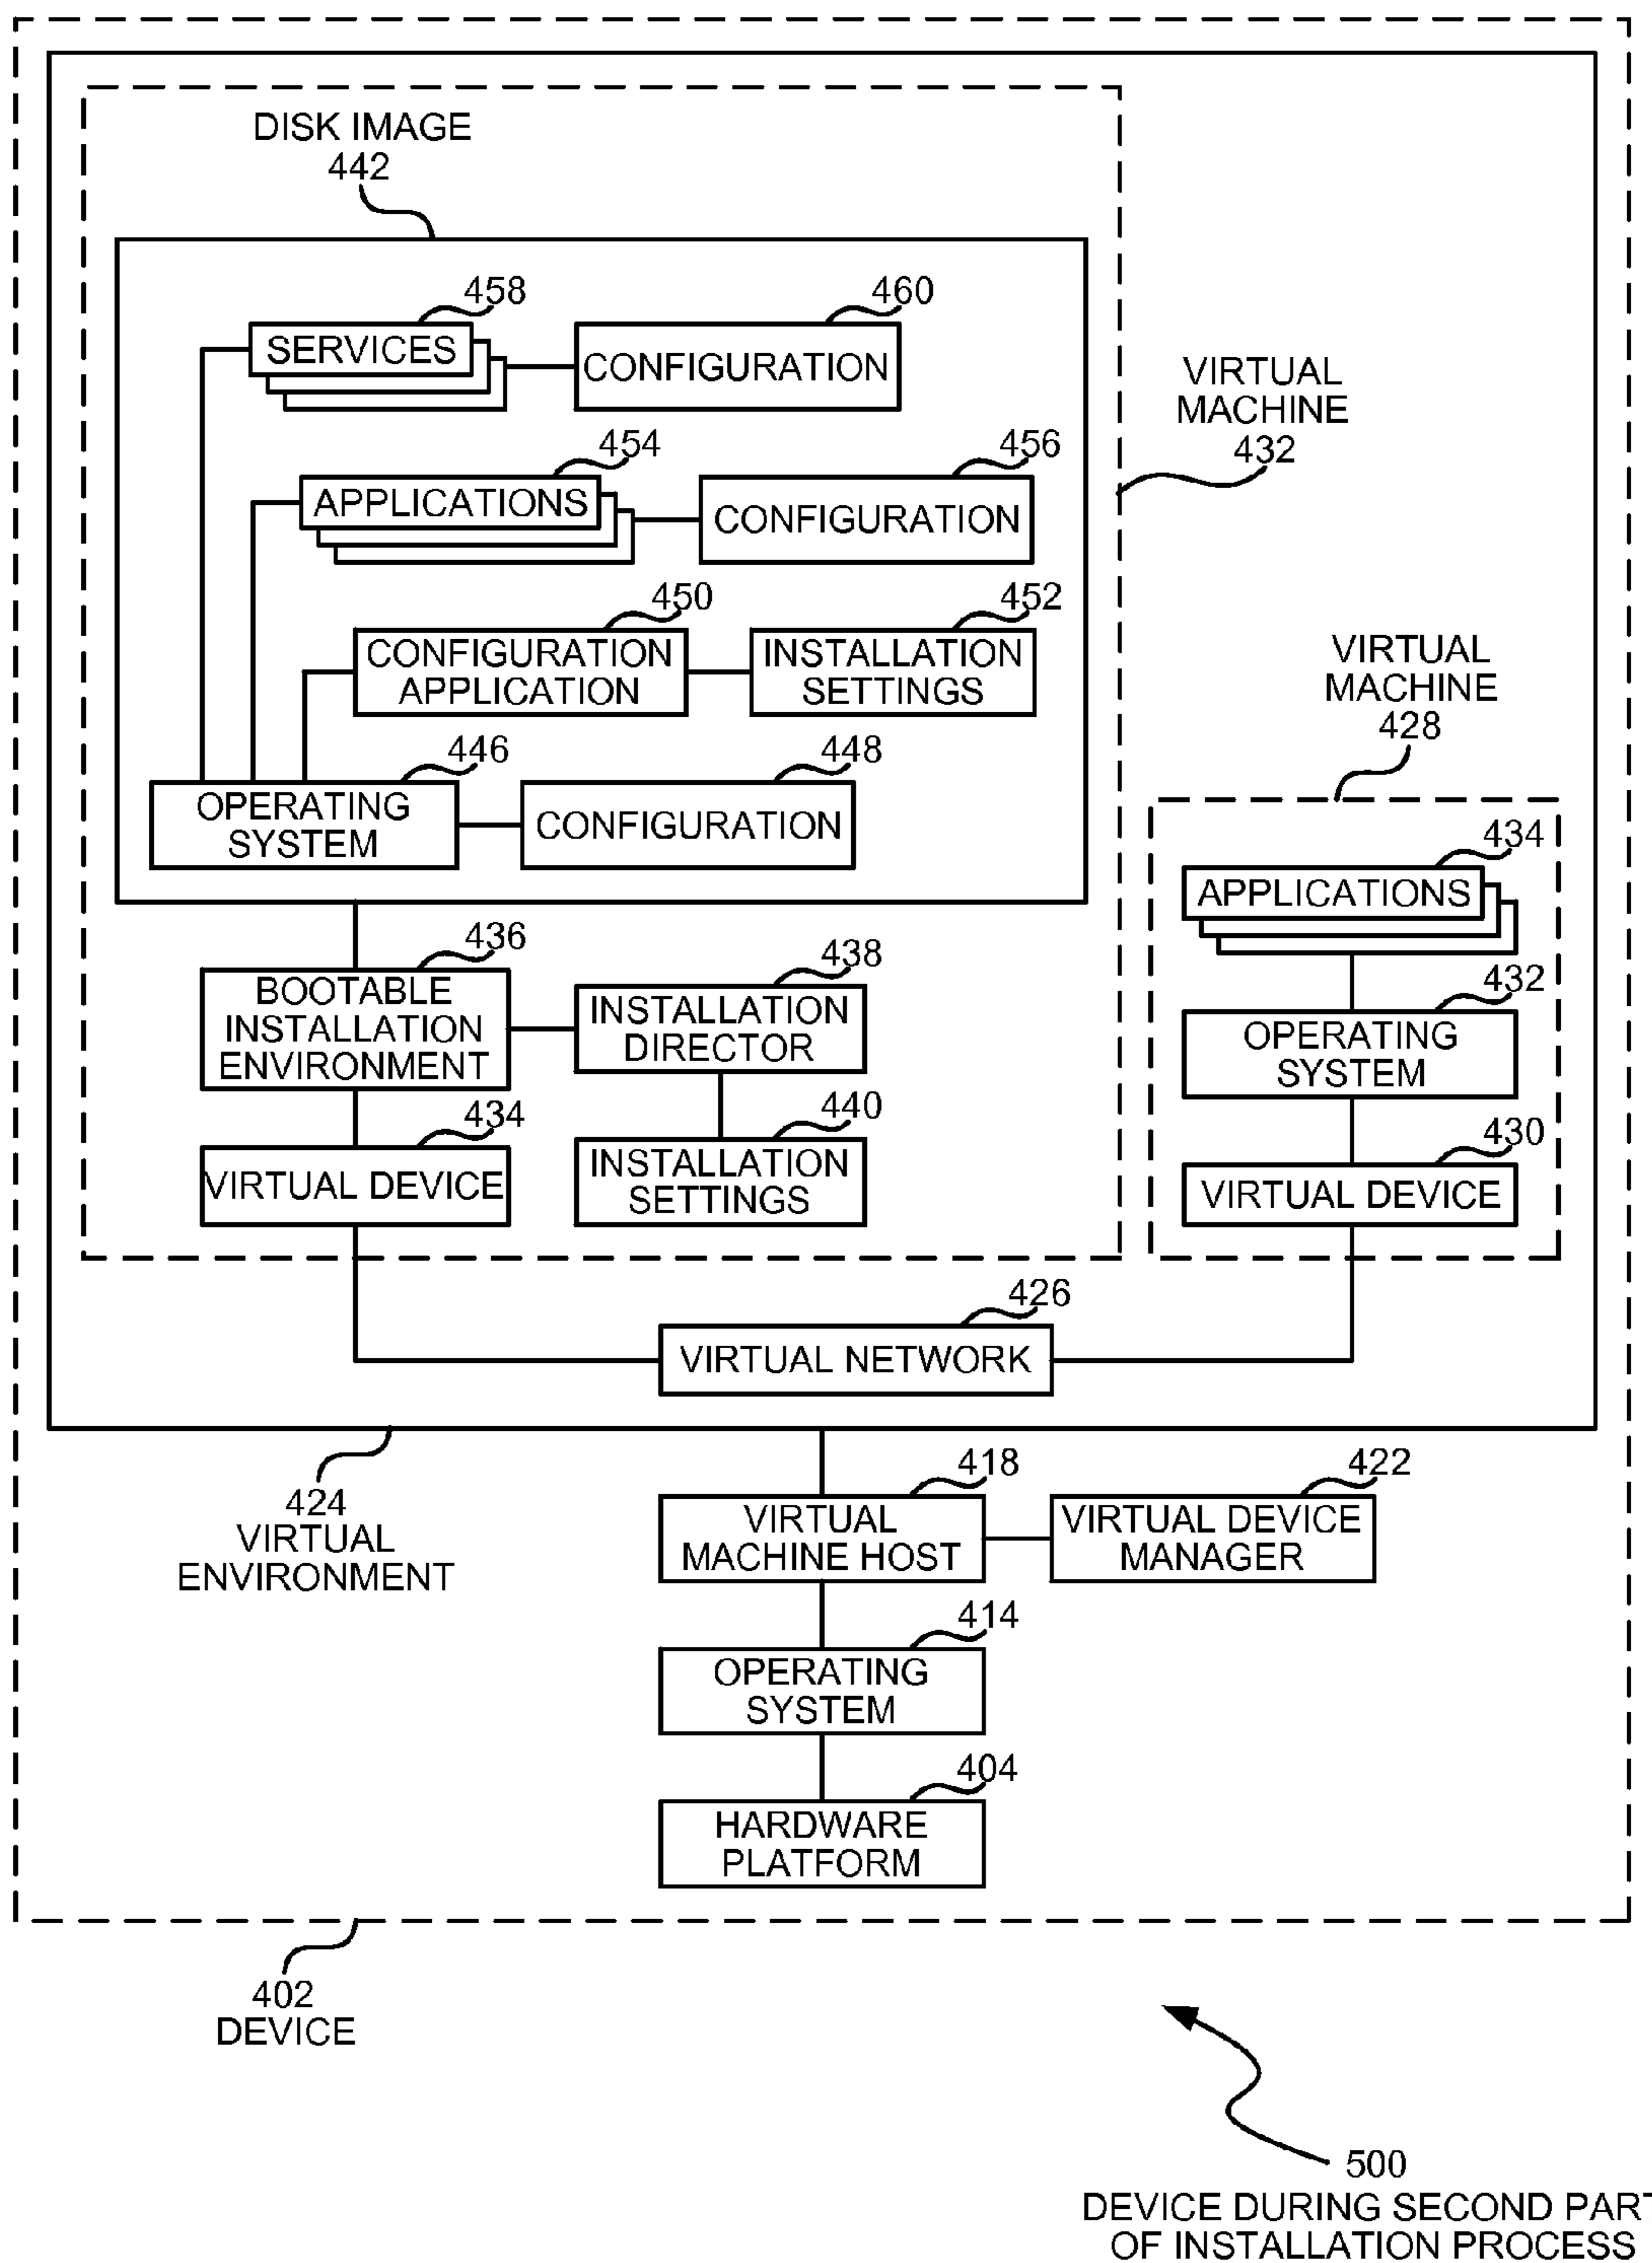 DISK IMAGE
442
458
SERVICES
460
CONFIGURATION
454
APPLICATIONS
456
CONFIGURATION
450
CONFIGURATION
APPLICATION
452
INSTALLATION
SETTINGS
446
OPERATING
SYSTEM
448
CONFIGURATION
VIRTUAL
MACHINE
432
VIRTUAL
MACHINE
428
434
APPLICATIONS
432
OPERATING
SYSTEM
430
VIRTUAL DEVICE
436
BOOTABLE
INSTALLATION
ENVIRONMENT
438
INSTALLATION
DIRECTOR
434
VIRTUAL DEVICE
440
INSTALLATION
SETTINGS
426
VIRTUAL NETWORK
424
VIRTUAL
ENVIRONMENT
418
VIRTUAL
MACHINE HOST
422
VIRTUAL DEVICE
MANAGER
414
OPERATING
SYSTEM
404
HARDWARE
PLATFORM
402
DEVICE
500
DEVICE DURING SECOND PART
OF INSTALLATION PROCESS